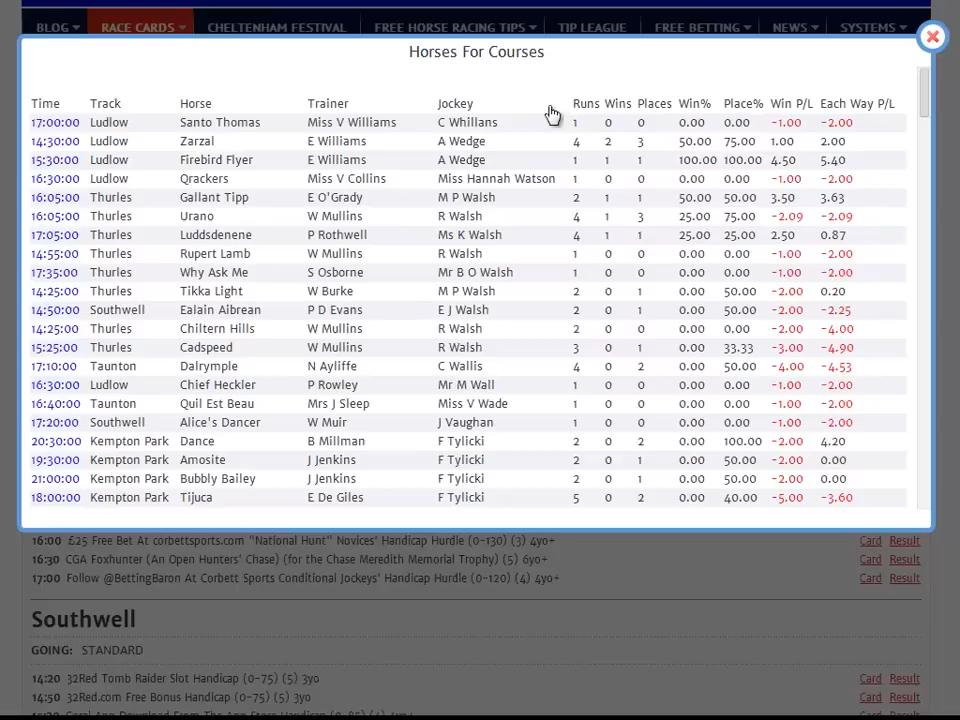 BLOG RACE CARDS CHELTENHAM FESTIVAL FREE HORSE RACING TIPS TIP LEAGUE FREE BETTING NEWS SYSTEMS
Horses For Courses
Time Track Horse Trainer Jockey Runs Wins Places Win% Place% Win P/L Each Way P/L
17:00:00 Ludlow Santo Thomas Miss V Williams C Whillans 1 0 0 0.00 0.00 -1.00 -2.00
14:30:00 Ludlow Zarzal E Williams A Wedge 4 2 3 50.00 75.00 1.00 2.00
15:30:00 Ludlow Firebird Flyer E Williams A Wedge 1 1 1 100.00 100.00 4.50 5.40
16:30:00 Ludlow Qrackers Miss V Collins Miss Hannah Watson 1 0 0 0.00 0.00 -1.00 -2.00
16:05:00 Thurles Gallant Tipp E O'Grady M P Walsh 2 1 1 50.00 50.00 3.50 3.63
16:05:00 Thurles Urano W Mullins R Walsh 4 1 3 25.00 75.00 -2.09 -2.09
17:05:00 Thurles Luddsdenene P Rothwell Ms K Walsh 4 1 1 25.00 25.00 2.50 0.87
14:55:00 Thurles Rupert Lamb W Mullins R Walsh 1 0 0 0.00 0.00 -1.00 -2.00
17:35:00 Thurles Why Ask Me S Osborne Mr B O Walsh 1 0 0 0.00 0.00 -1.00 -2.00
14:25:00 Thurles Tikka Light W Burke M P Walsh 2 0 1 0.00 50.00 -2.00 0.20
14:50:00 Southwell Ealain Aibrean P D Evans E J Walsh 2 0 1 0.00 50.00 -2.00 -2.25
14:25:00 Thurles Chiltern Hills W Mullins R Walsh 2 0 0 0.00 0.00 -2.00 -4.00
15:25:00 Thurles Cadspeed W Mullins R Walsh 3 0 1 0.00 33.33 -3.00 -4.90
17:10:00 Taunton Dalrymple N Ayliffe C Wallis 4 0 2 0.00 50.00 -4.00 -4.53
16:30:00 Ludlow Chief Heckler P Rowley Mr M Wall 1 0 0 0.00 0.00 -1.00 -2.00
16:40:00 Taunton Quil Est Beau Mrs J Sleep Miss V Wade 1 0 0 0.00 0.00 -1.00 -2.00
17:20:00 Southwell Alice's Dancer W Muir J Vaughan 1 0 0 0.00 0.00 -1.00 -2.00
20:30:00 Kempton Park Dance B Millman F Tylicki 2 0 2 0.00 100.00 -2.00 4.20
19:30:00 Kempton Park Amosite J Jenkins F Tylicki 2 0 1 0.00 50.00 -2.00 0.00
21:00:00 Kempton Park Bubbly Bailey J Jenkins F Tylicki 2 0 1 0.00 50.00 -2.00 0.00
18:00:00 Kempton Park Tijuca E De Giles F Tylicki 5 0 2 0.00 40.00 -5.00 -3.60
16:00 £25 Free Bet At corbettsports.com "National Hunt" Novices' Handicap Hurdle (0-130) (3) 4yo+ Card Result
16:30 CGA Foxhunter (An Open Hunters' Chase) (for the Chase Meredith Memorial Trophy) (5) 6yo+ Card Result
17:00 Follow @BettingBaron At Corbett Sports Conditional Jockeys' Handicap Hurdle (0-120) (4) 4yo+ Card Result
Southwell
GOING: STANDARD
14:20 32Red Tomb Raider Slot Handicap (0-75) (5) 3yo Card Result
14:50 32Red.com Free Bonus Handicap (0-75) (5) 3yo Card Result